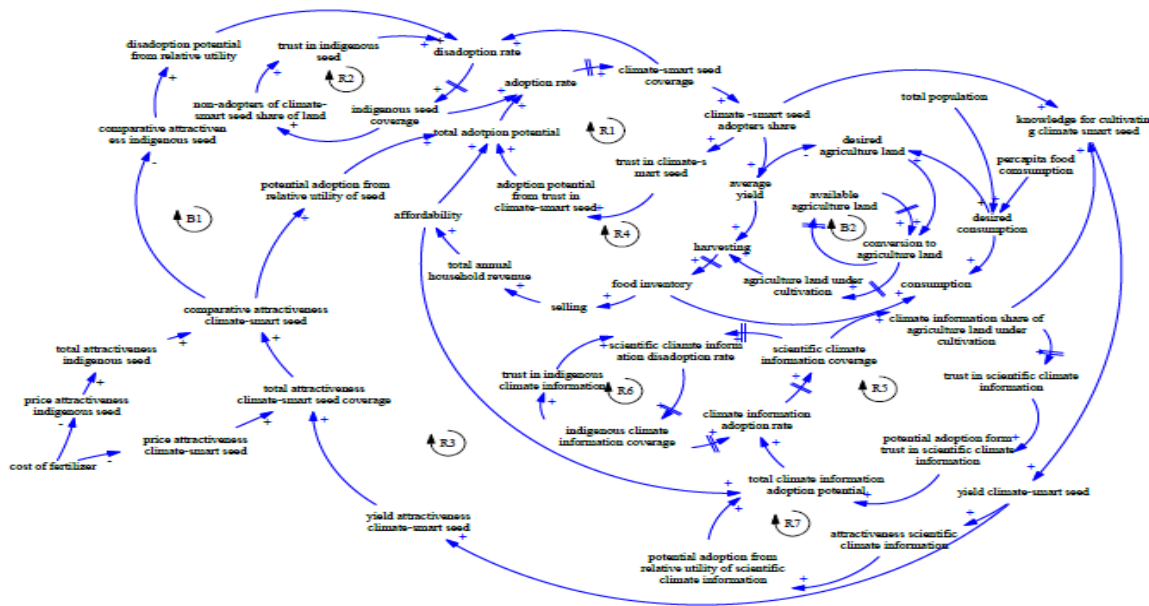 disadoption potential
from relative utility
trust in indigenous
seed
disadoption rate
R2
adoption rate
climate-smart seed
coverage
non-adopters of climate-
smart seed share of land
indigenous seed
coverage
comparative attractiven
ess indigenous seed
total adotpion potential
R1
climate -smart seed
adopters share
total population
knowledge for cultivatin
g climate smart seed
desired
agriculture land
percapita food
comsumption
trust in climate-s
mart seed
average
yield
potential adoption from
relative utility of seed
adoption potential
from trust in
climate-smart seed
available
agriculture land
B1
affordability
R4
B2
desired
consumption
harvesting
conversion to
agriculture land
total annual
household revenue
food inventory
agriculture land under
cultivation
consumption
selling
comparative attractiveness
climate-smart seed
climate information share of
agriculture land under
cultivation
total attractiveness
indigenous seed
scientific cliamte inform
ation disadoption rate
scientific climate
information coverage
trust in indigenous
climate information
R6
R5
trust in scientific climate
information
price attractiveness
indigenous seed
total attractiveness
climate-smart seed coverage
climate information
adoption rate
indigenous climate
information coverage
price attractiveness
climate-smart seed
R3
potential adoption form
trust in scientific climate
information
cost of fertilizer
total climate information
adoption potential
yield climate-smart seed
yield attractiveness
climate-smart seed
R7
attractiveness scientific
climate information
potential adoption from
relative utility of scientific
climate information